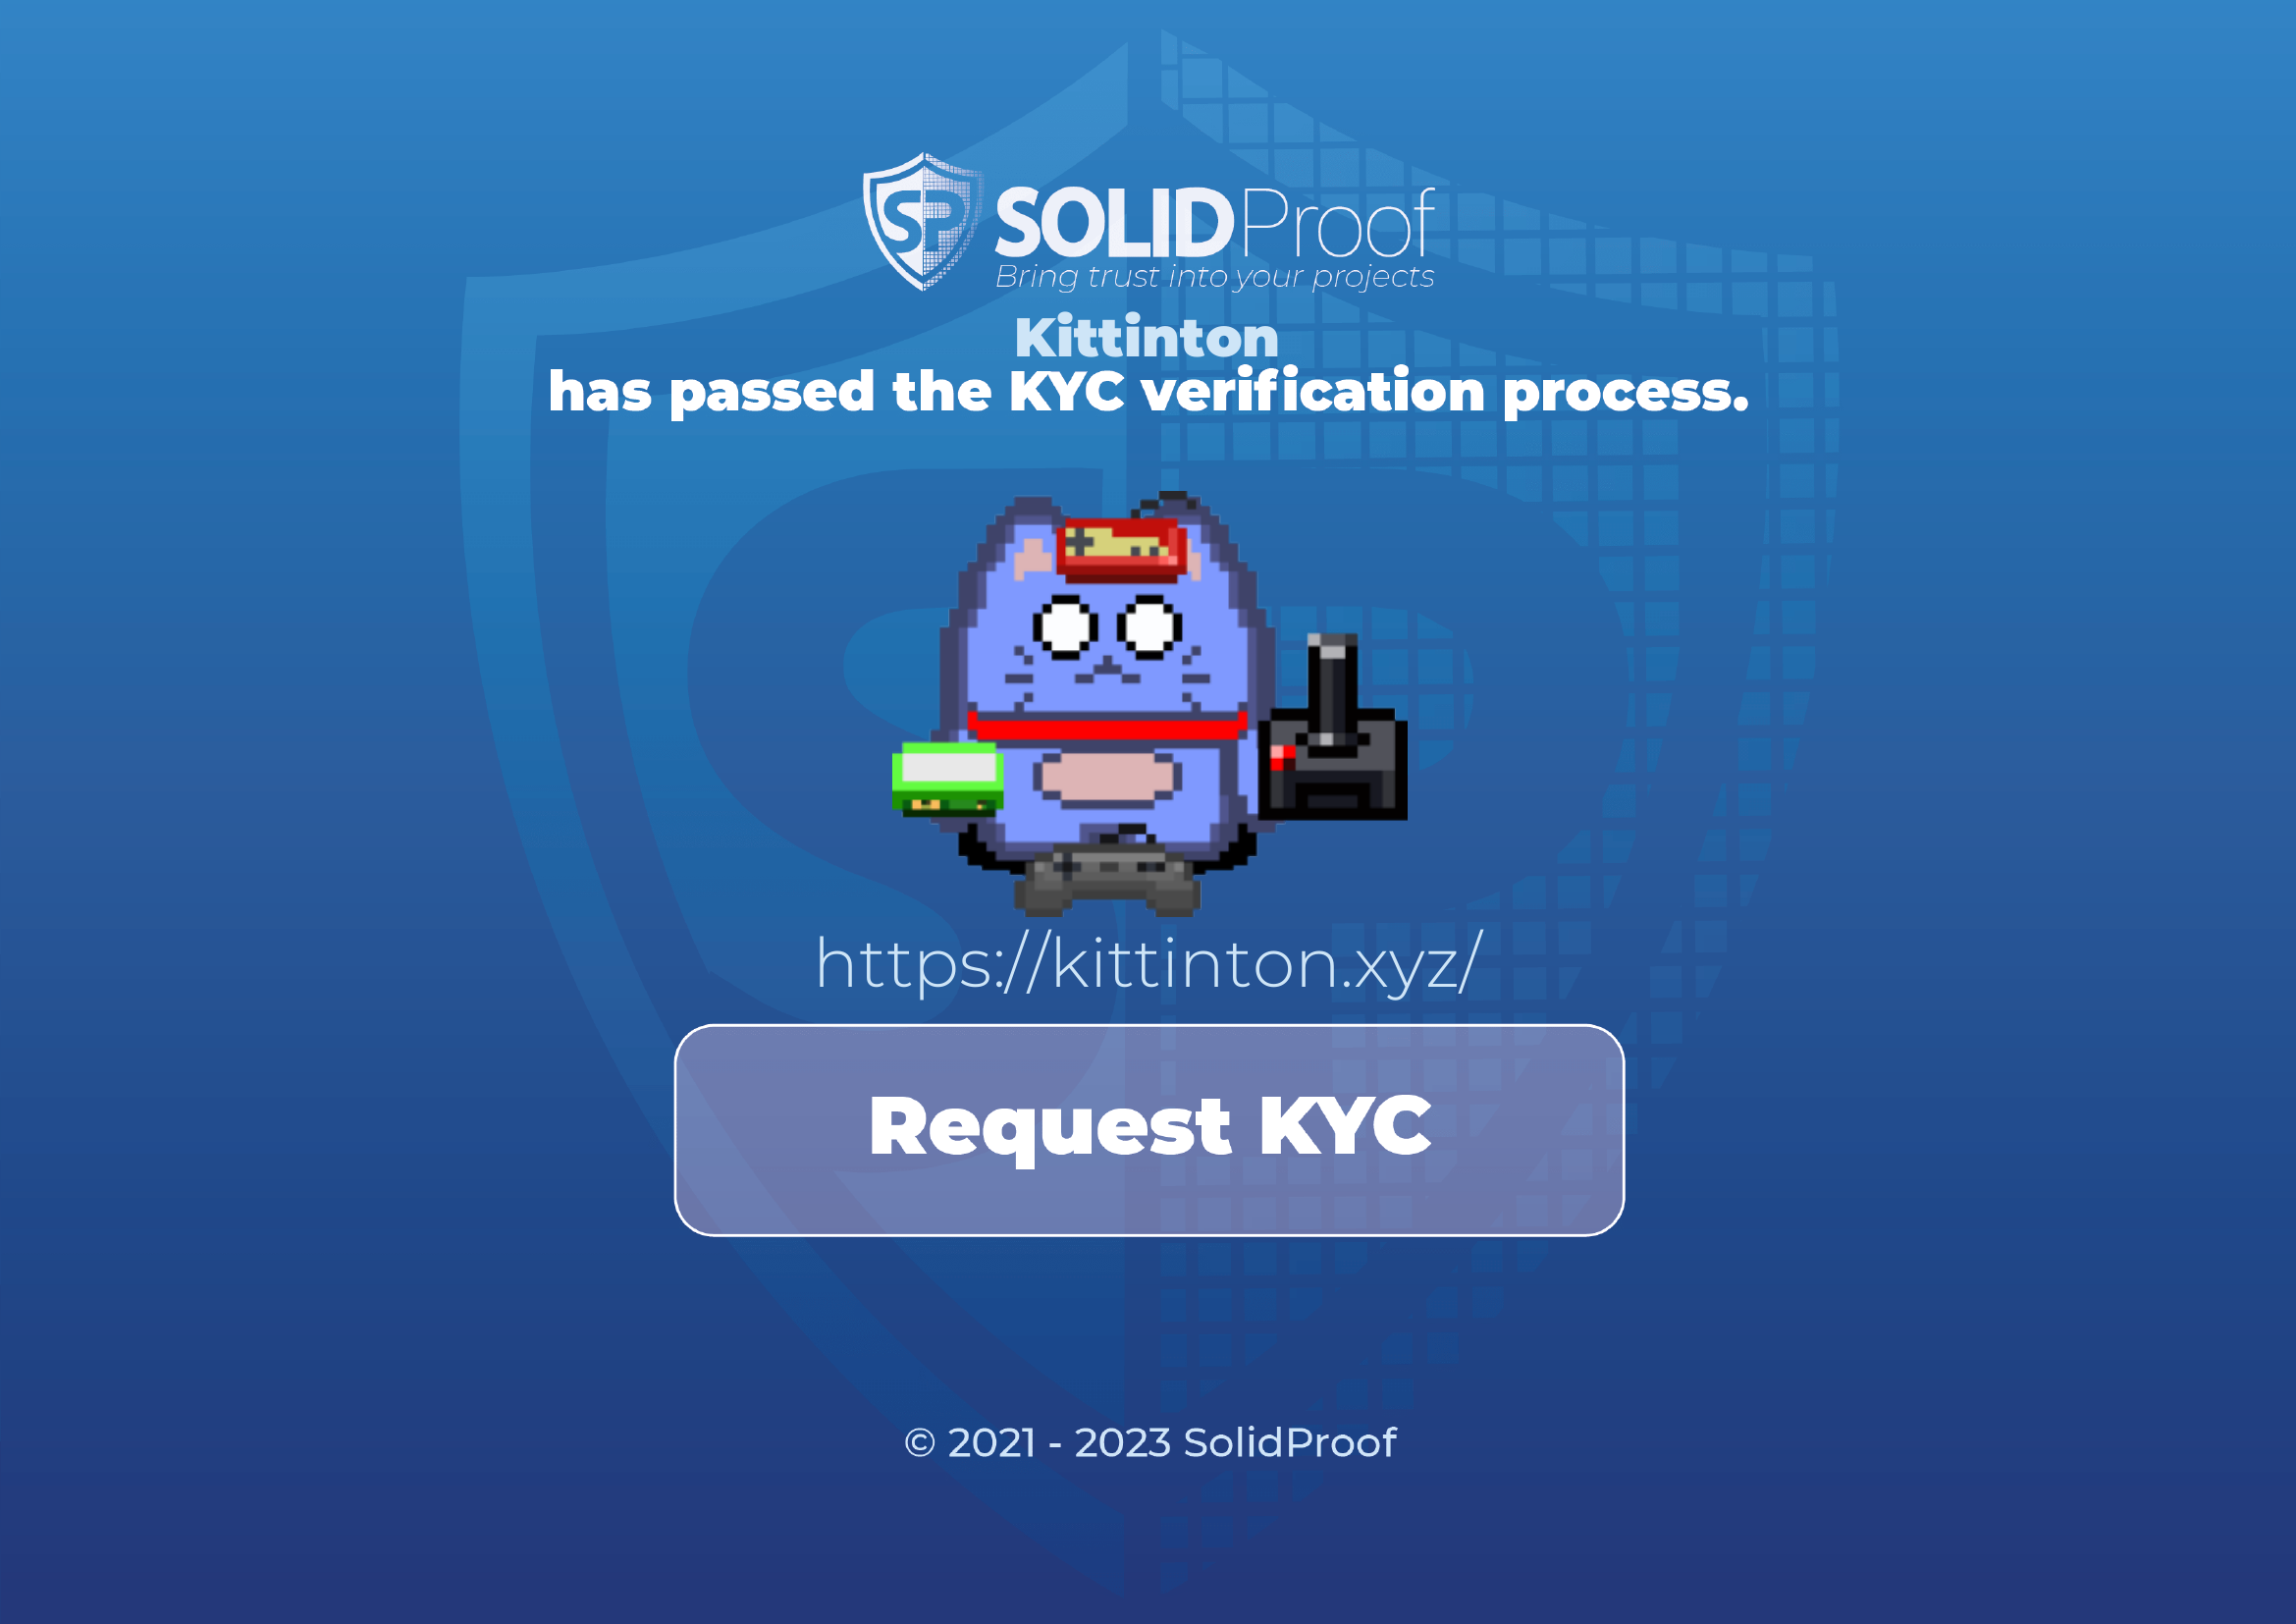 SP SOLIDProof
Bring trust into your projects
Kittinton
has passed the KYC verification process.
https://kittinton.xyz/
Request KYC
© 2021 - 2023 SolidProof